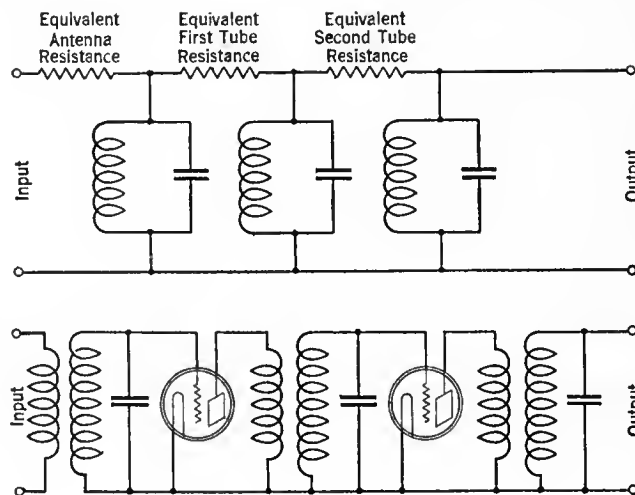 Equivalent
Antenna
Resistance
Equivalent
First Tube
Resistance
Equivalent
Second Tube
Resistance
Input
Output
Input
Output